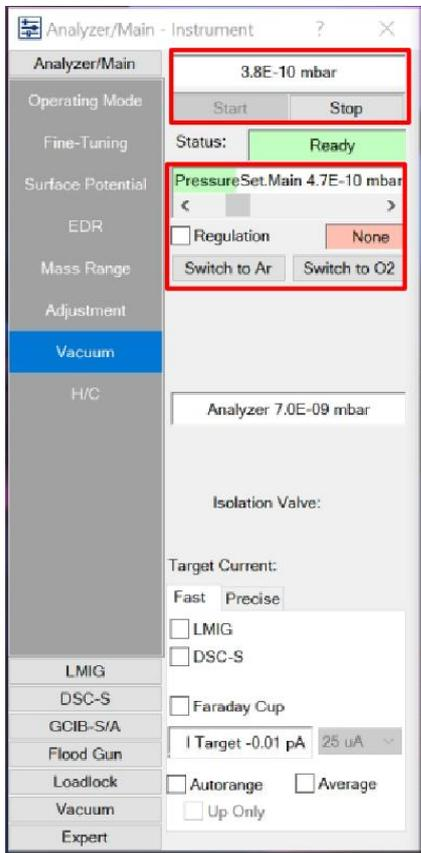 Analyzer/Main - Instrument ?
Analyzer/Main
Operating Mode
Fine-Tuning
Surface Potential
EDR
Mass Range
Adjustment
Vacuum
H/C
LMIG
DSC-S
GCIB-S/A
Flood Gun
Loadlock
Vacuum
Expert
3.8E-10 mbar
Start Stop
Status: Ready
PressureSet.Main 4.7E-10 mbar
Regulation None
Switch to Ar Switch to O2
Analyzer 7.0E-09 mbar
Isolation Valve:
Target Current:
Fast Precise
LMIG
DSC-S
Faraday Cup
I Target -0.01 pA 25 uA
Autorange Average
Up Only